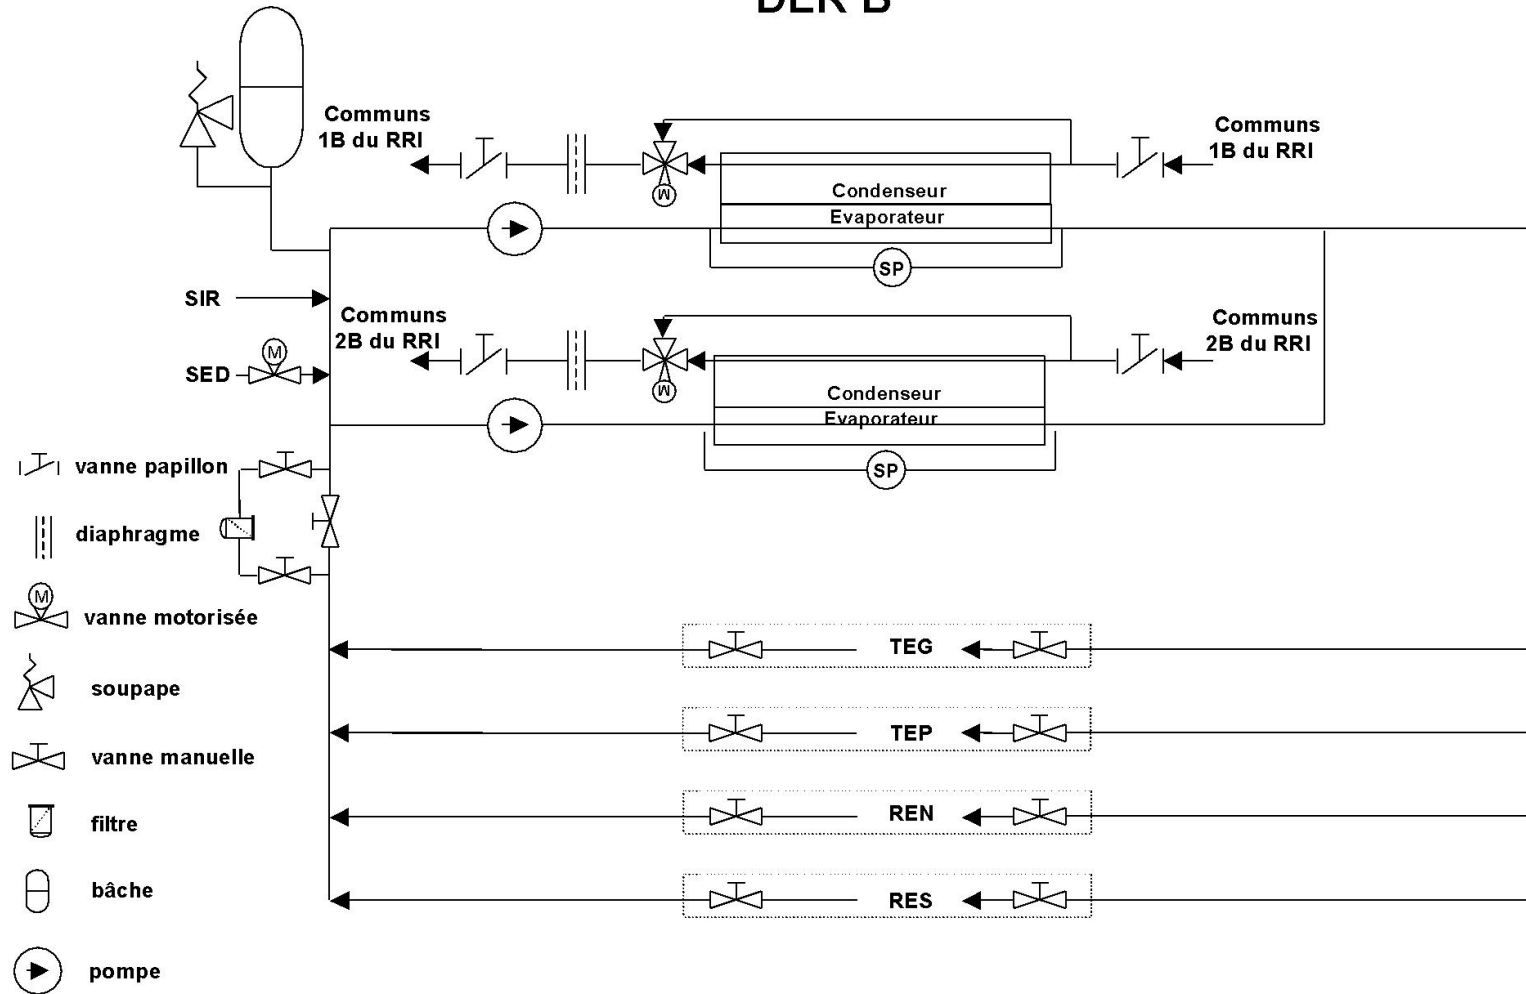 DER B
Communs
1B du RRI
Communs
1B du RRI
Condenseur
Evaporateur
SP
SIR
Communs
2B du RRI
Communs
2B du RRI
M
SED
Condenseur
Evaporateur
SP
vanne papillon
diaphragme
M
vanne motorisée
TEG
soupape
TEP
vanne manuelle
REN
filtre
RES
bâche
pompe
M
M